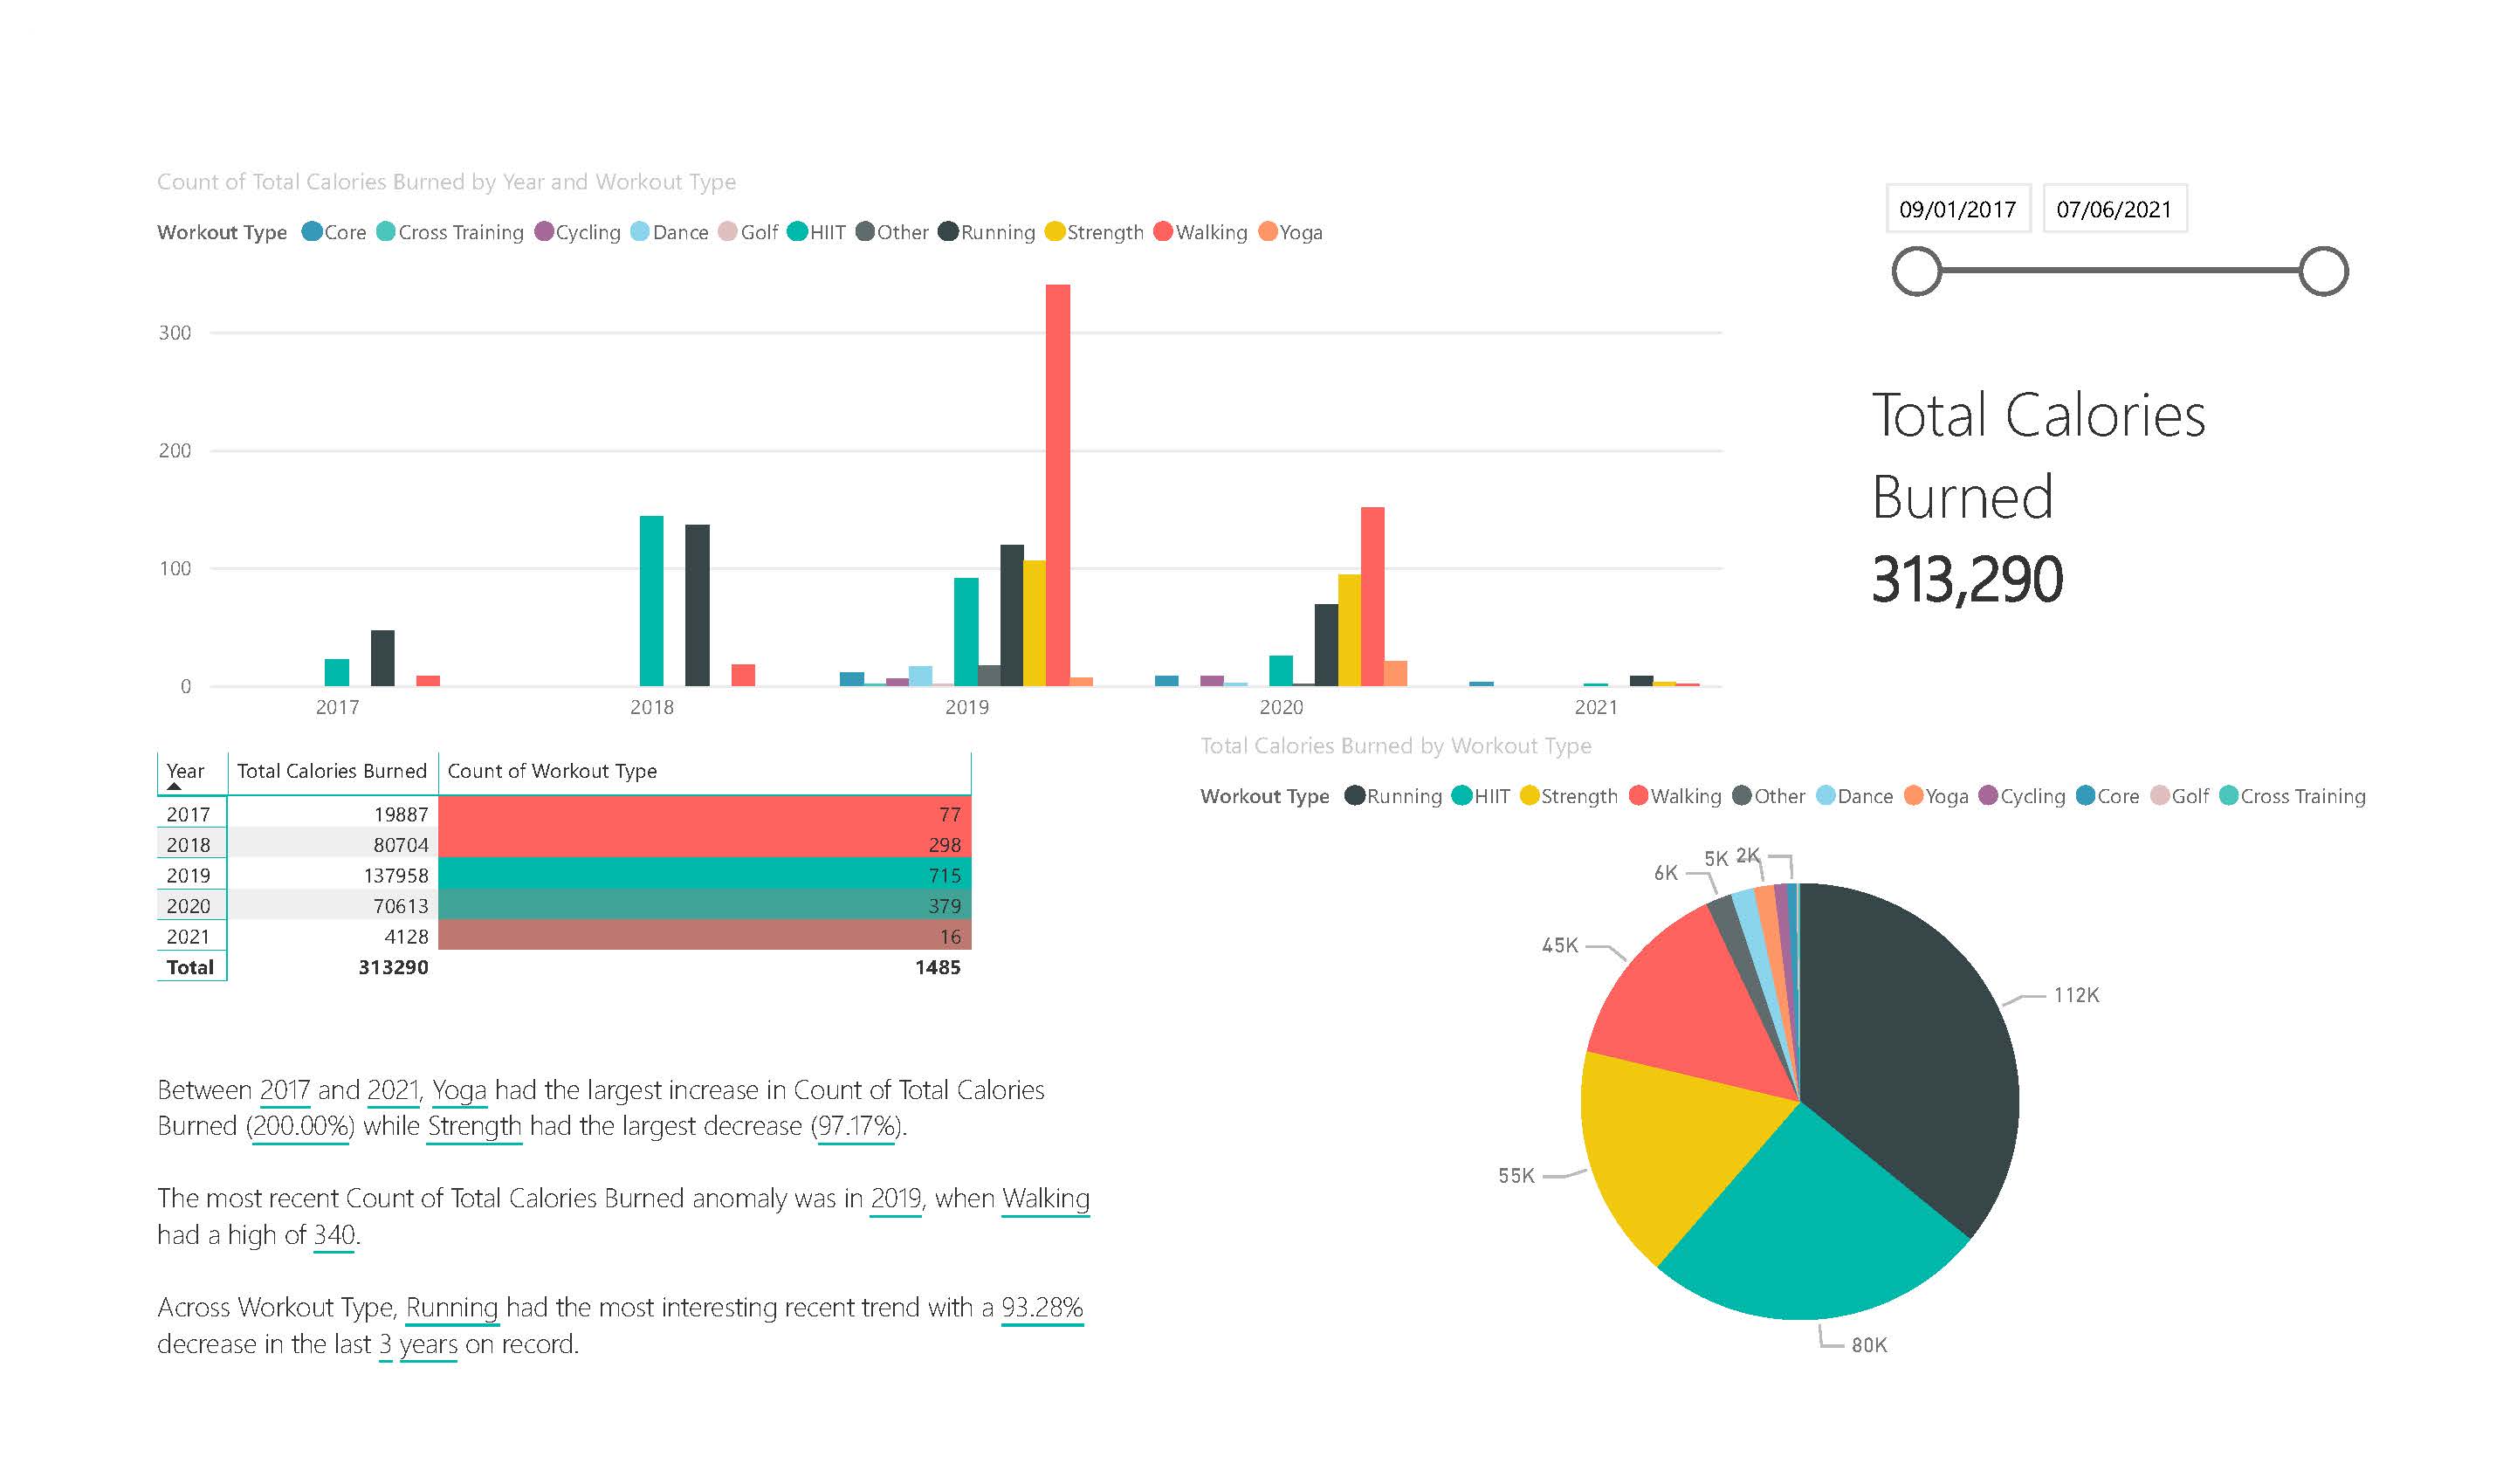 Count of Total Calories Burned by Year and Workout Type
Workout Type Core Cross Training Cycling Dance Golf HIIT Other Running Strength Walking Yoga
300
200
100
0
2017 2018 2019 2020 2021
09/01/2017 07/06/2021
Total Calories
Burned
313,290
Year Total Calories Burned Count of Workout Type
2017 19887 77
2018 80704 298
2019 137958 715
2020 70613 379
2021 4128 16
Total 313290 1485
Total Calories Burned by Workout Type
Workout Type Running HIIT Strength Walking Other Dance Yoga Cycling Core Golf Cross Training
5K 2K
6K
45K
112K
55K
80K
Between 2017 and 2021, Yoga had the largest increase in Count of Total Calories
Burned (200.00%) while Strength had the largest decrease (97.17%).
The most recent Count of Total Calories Burned anomaly was in 2019, when Walking
had a high of 340.
Across Workout Type, Running had the most interesting recent trend with a 93.28%
decrease in the last 3 years on record.